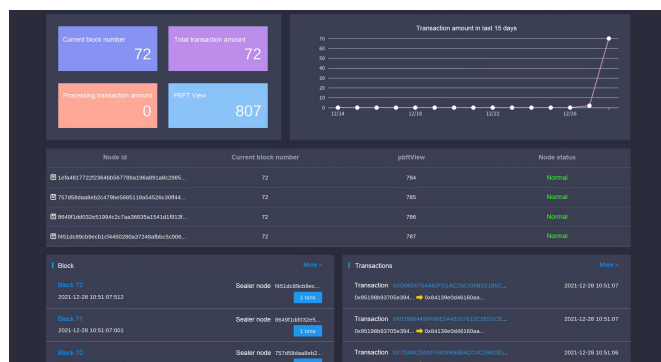 Current block number
72
Total transaction amount
72
Processing transaction amount
0
PBFT View
807
Transaction amount in last 15 days
70
60
50
40
30
20
10
0
12/14 12/18 12/22 12/26
Node id Current block number pbftView Node status
1efa4817722f2364bb56778ba196a891a8c2985... 72 784 Normal
757d58daa8eb2c479be5885118a54526c30ff44... 72 785 Normal
8649f1dd032e51994c2c7aa36635a1541d1f913f... 72 786 Normal
f451dc89cb9ecb1cf4450280a37248afbbc5c006... 72 787 Normal
Block More >
Block 72 Sealer node f451dc89cb9ec...
2021-12-28 10:51:07:512 1 txns
Block 71 Sealer node 8649f1dd032e5...
2021-12-28 10:51:07:001 1 txns
Block 70 Sealer node 757d58daa8eb2...
Transactions More >
Transaction 2021-12-28 10:51:07
0x95198b93705e394... ➡ 0x84139e0d46160aa...
Transaction 2021-12-28 10:51:07
0x95198b93705e394... ➡ 0x84139e0d46160aa...
Transaction 2021-12-28 10:51:06